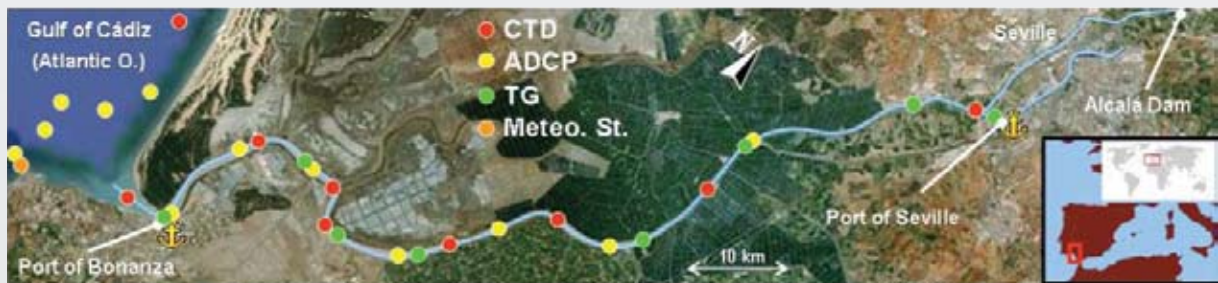 Gulf of Cádiz
(Atlantic O.)
CTD
ADCP
TG
Meteo. St.
N
Seville
Alcala Dam
Port of Seville
10 km
Port of Bonanza